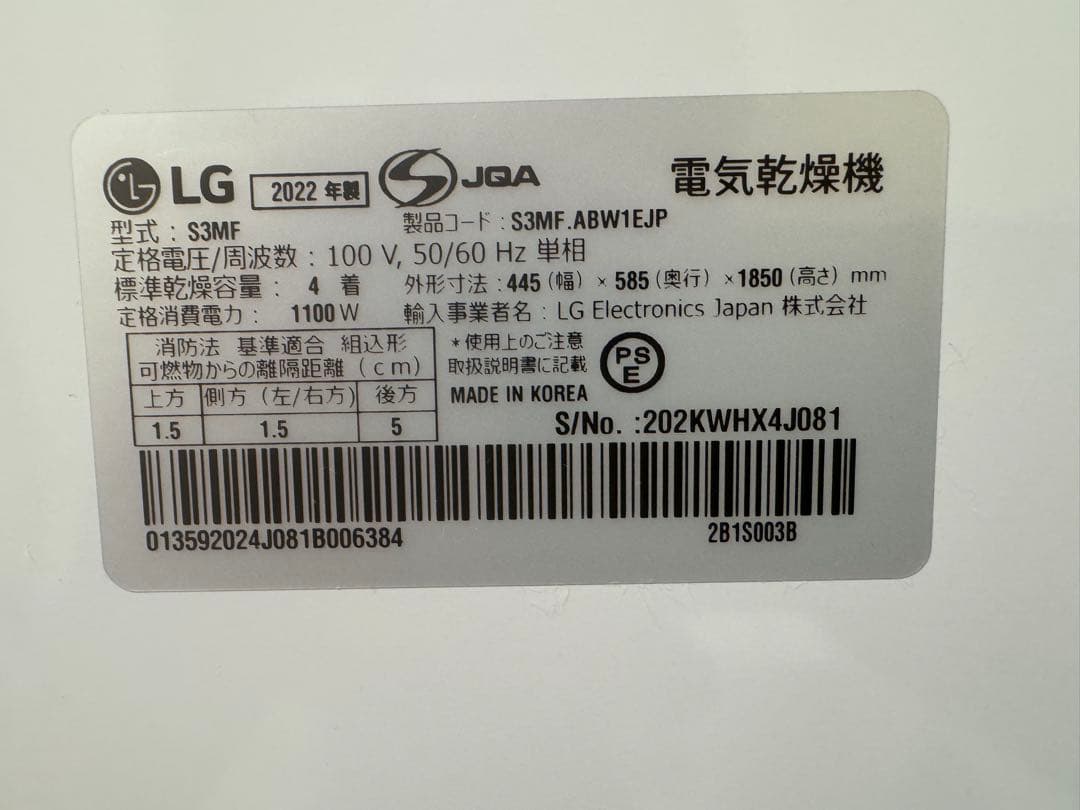 LG 2022 年製 S JQA 電気乾燥機
型式 : S3MF 製品コード : S3MF.ABW1EJP
定格電圧/周波数 : 100 V, 50/60 Hz 単相
標準乾燥容量 : 4 着 外形寸法 : 445 (幅) × 585 (奥行) × 1850 (高さ) mm
定格消費電力 : 1100 W 輸入事業者名 : LG Electronics Japan 株式会社
消防法 基準適合 組込形
可燃物からの離隔距離 (cm)
上方 側方 (左/右方) 後方
1.5 1.5 5
*使用上のご注意
取扱説明書に記載
PS
E
MADE IN KOREA
S/No. :202KWHX4J081
013592024J081B006384 2B1S003B